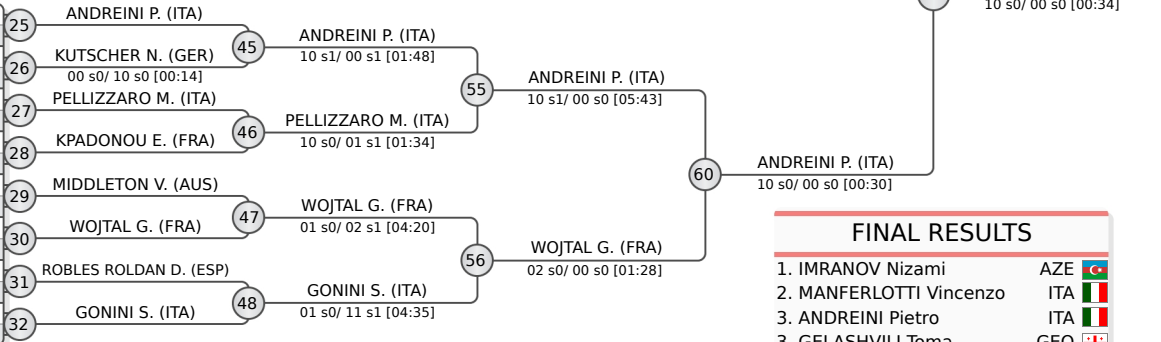 10 s0/ 00 s0 [00:34]
25
ANDREINI P. (ITA)
45
ANDREINI P. (ITA)
10 s1/ 00 s1 [01:48]
26
KUTSCHER N. (GER)
00 s0/ 10 s0 [00:14]
55
ANDREINI P. (ITA)
10 s1/ 00 s0 [05:43]
27
PELLIZZARO M. (ITA)
46
PELLIZZARO M. (ITA)
10 s0/ 01 s1 [01:34]
28
KPADONOU E. (FRA)
60
ANDREINI P. (ITA)
10 s0/ 00 s0 [00:30]
29
MIDDLETON V. (AUS)
47
WOJTAL G. (FRA)
01 s0/ 02 s1 [04:20]
30
WOJTAL G. (FRA)
56
WOJTAL G. (FRA)
02 s0/ 00 s0 [01:28]
31
ROBLES ROLDAN D. (ESP)
48
GONINI S. (ITA)
01 s0/ 11 s1 [04:35]
32
GONINI S. (ITA)
FINAL RESULTS
1. IMRANOV Nizami AZE
2. MANFERLOTTI Vincenzo ITA
3. ANDREINI Pietro ITA
3. GELASHVILI Toma GEO